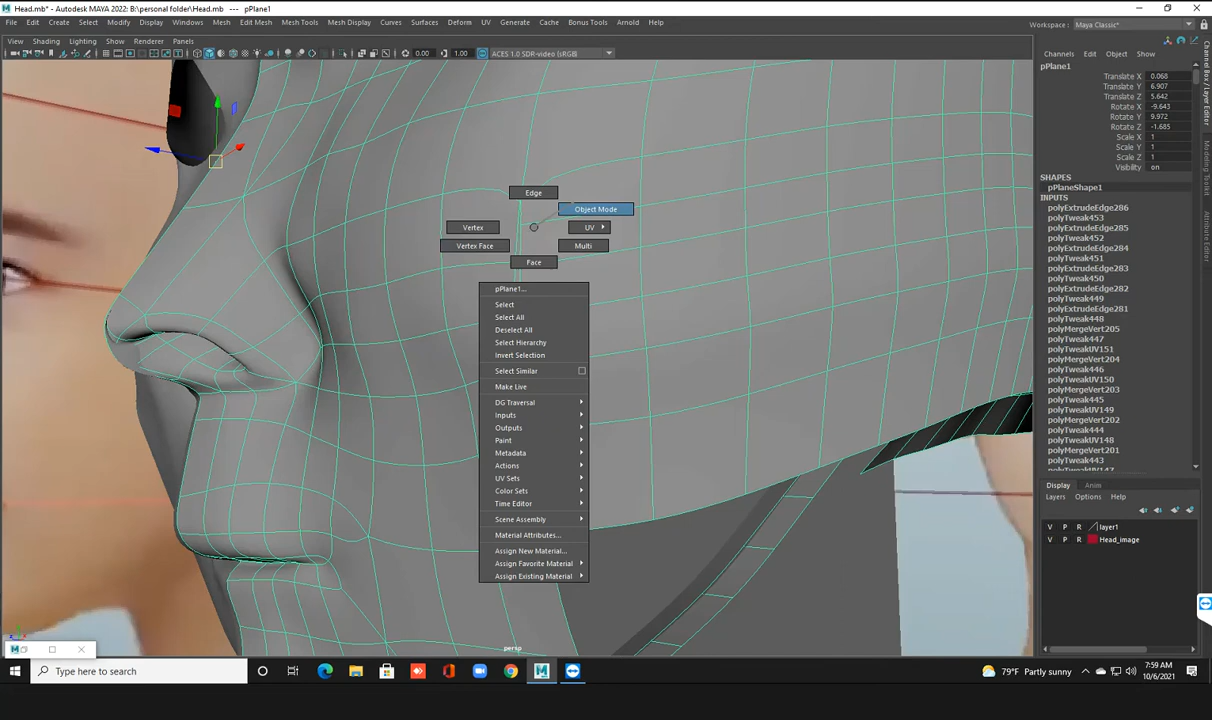 Head.mb* - Autodesk MAYA 2022: B:\personal folder\Head.mb --- pPlane1
File Edit Create Select Modify Display Windows Mesh Edit Mesh Mesh Tools Mesh Display Curves Surfaces Deform UV Generate Cache Bonus Tools Arnold Help
Workspace : Maya Classic*
View Shading Lighting Show Renderer Panels
0.00 1.00 ACES 1.0 SDR-video (sRGB)
Channels Edit Object Show
pPlane1
Translate X 0.068
Translate Y 6.907
Translate Z 5.642
Rotate X -9.643
Rotate Y 9.972
Rotate Z -1.685
Scale X 1
Scale Y 1
Scale Z 1
Visibility on
SHAPES
pPlaneShape1
INPUTS
polyExtrudeEdge286
polyTweak453
polyExtrudeEdge285
polyTweak452
polyExtrudeEdge284
polyTweak451
polyExtrudeEdge283
polyTweak450
polyExtrudeEdge282
polyTweak449
polyExtrudeEdge281
polyTweak448
polyMergeVert205
polyTweak447
polyTweakUV151
polyMergeVert204
polyTweak446
polyTweakUV150
polyMergeVert203
polyTweak445
polyTweakUV149
polyMergeVert202
polyTweak444
polyTweakUV148
polyMergeVert201
polyTweak443
polyTweakUV147
Channel Box / Layer Editor
Modeling Toolkit
Attribute Editor
Edge
Object Mode
Vertex
UV
Vertex Face
Multi
Face
pPlane1...
Select
Select All
Deselect All
Select Hierarchy
Invert Selection
Select Similar
Make Live
DG Traversal
Inputs
Outputs
Paint
Metadata
Actions
UV Sets
Color Sets
Time Editor
Scene Assembly
Material Attributes...
Assign New Material...
Assign Favorite Material
Assign Existing Material
Display Anim
Layers Options Help
V P R layer1
V P R Head_image
persp
Type here to search
79°F Partly sunny
7:59 AM
10/6/2021